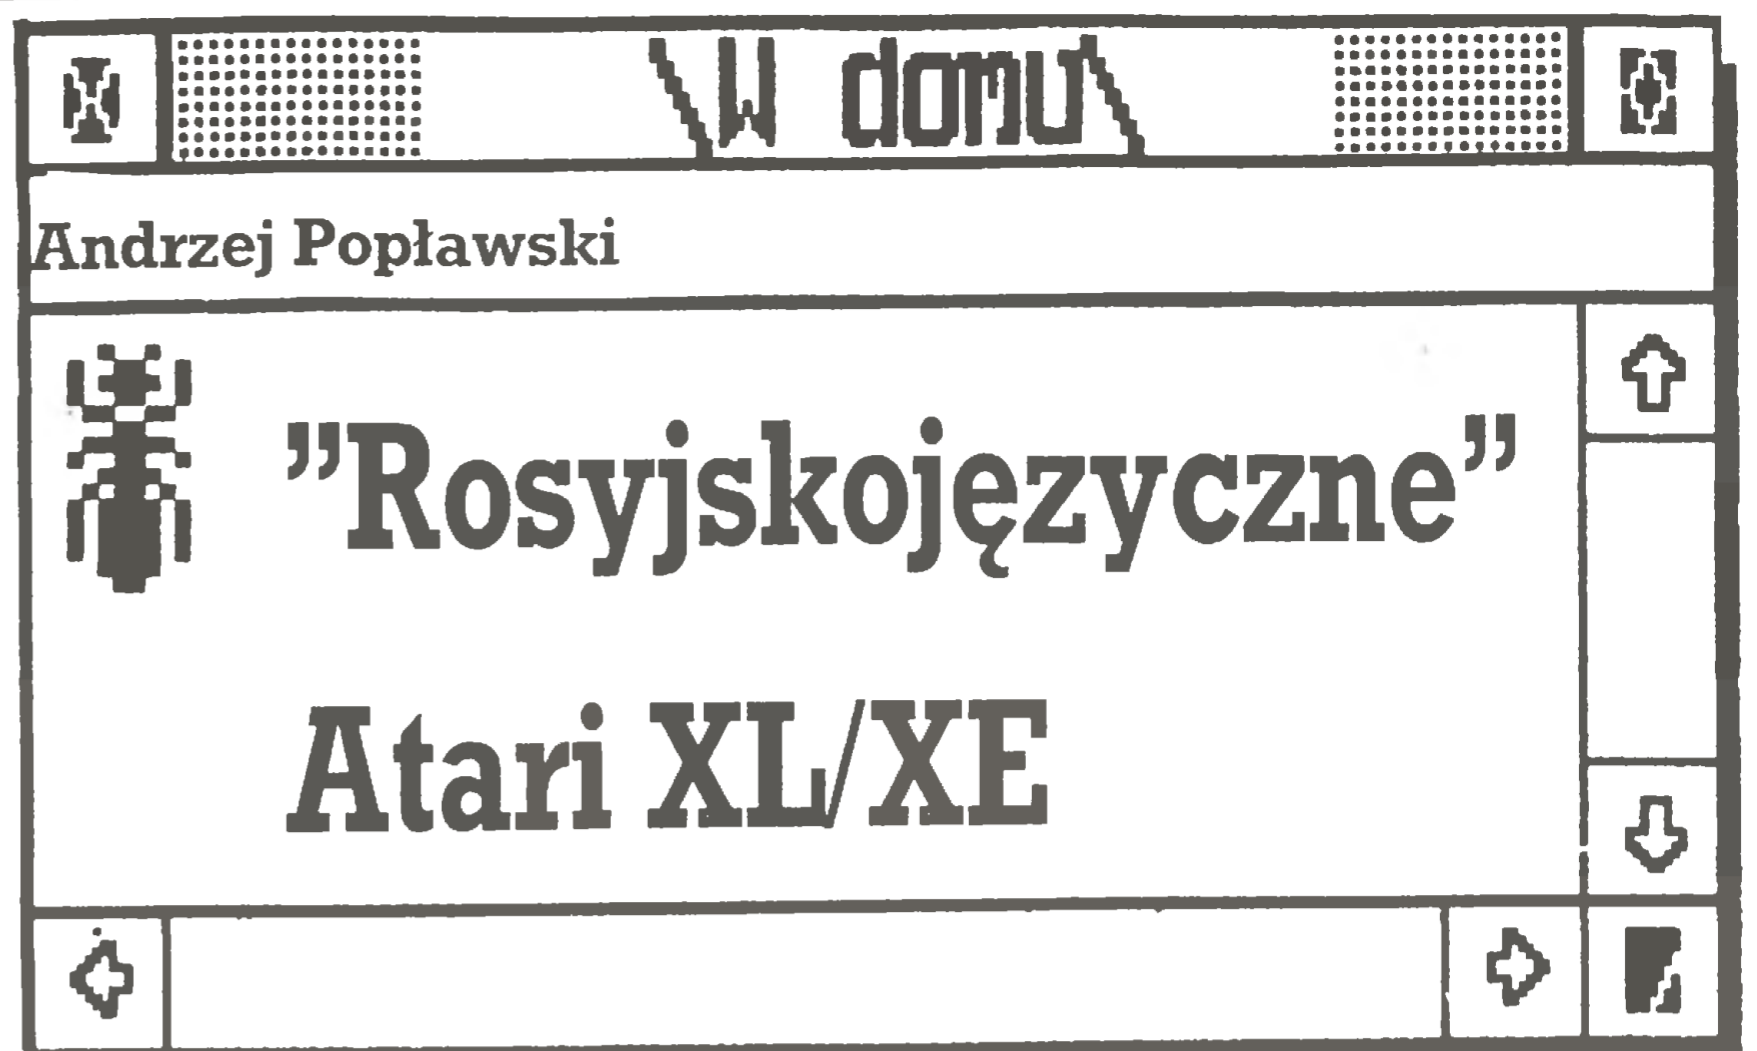 \W domu\
Andrzej Popławski
”Rosyjskojęzyczne”
Atari XL/XE